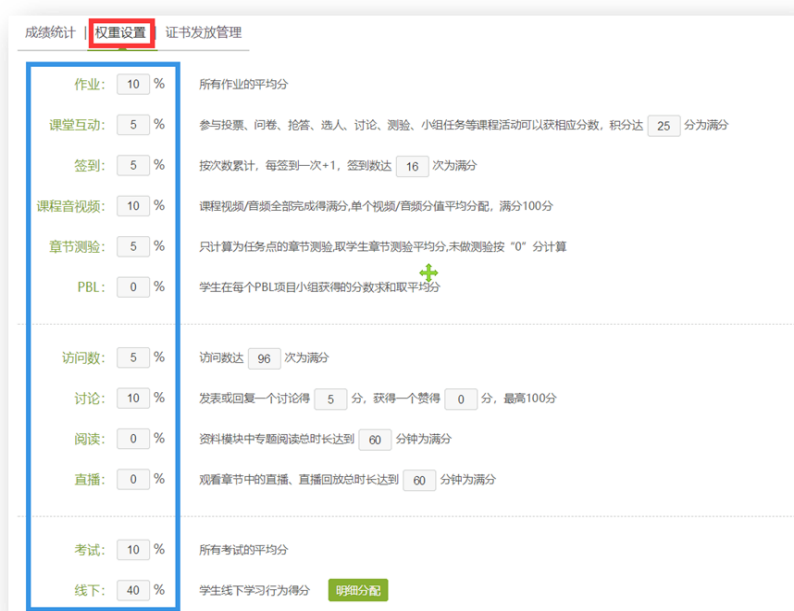 成绩统计 | 权重设置 | 证书发放管理
作业： 10 % 所有作业的平均分
课堂互动： 5 % 参与投票、问卷、抢答、选人、讨论、测验、小组任务等课程活动可以获相应分数，积分达 25 分为满分
签到： 5 % 按次数累计，每签到一次+1，签到数达 16 次为满分
课程音视频： 10 % 课程视频/音频全部完成得满分,单个视频/音频分值平均分配，满分100分
章节测验： 5 % 只计算为任务点的章节测验,取学生章节测验平均分,未做测验按“0”分计算
PBL： 0 % 学生在每个PBL项目小组获得的分数求和取平均分
访问数： 5 % 访问数达 96 次为满分
讨论： 10 % 发表或回复一个讨论得 5 分，获得一个赞得 0 分，最高100分
阅读： 0 % 资料模块中专题阅读总时长达到 60 分钟为满分
直播： 0 % 观看章节中的直播、直播回放总时长达到 60 分钟为满分
考试： 10 % 所有考试的平均分
线下： 40 % 学生线下学习行为得分 明细分配